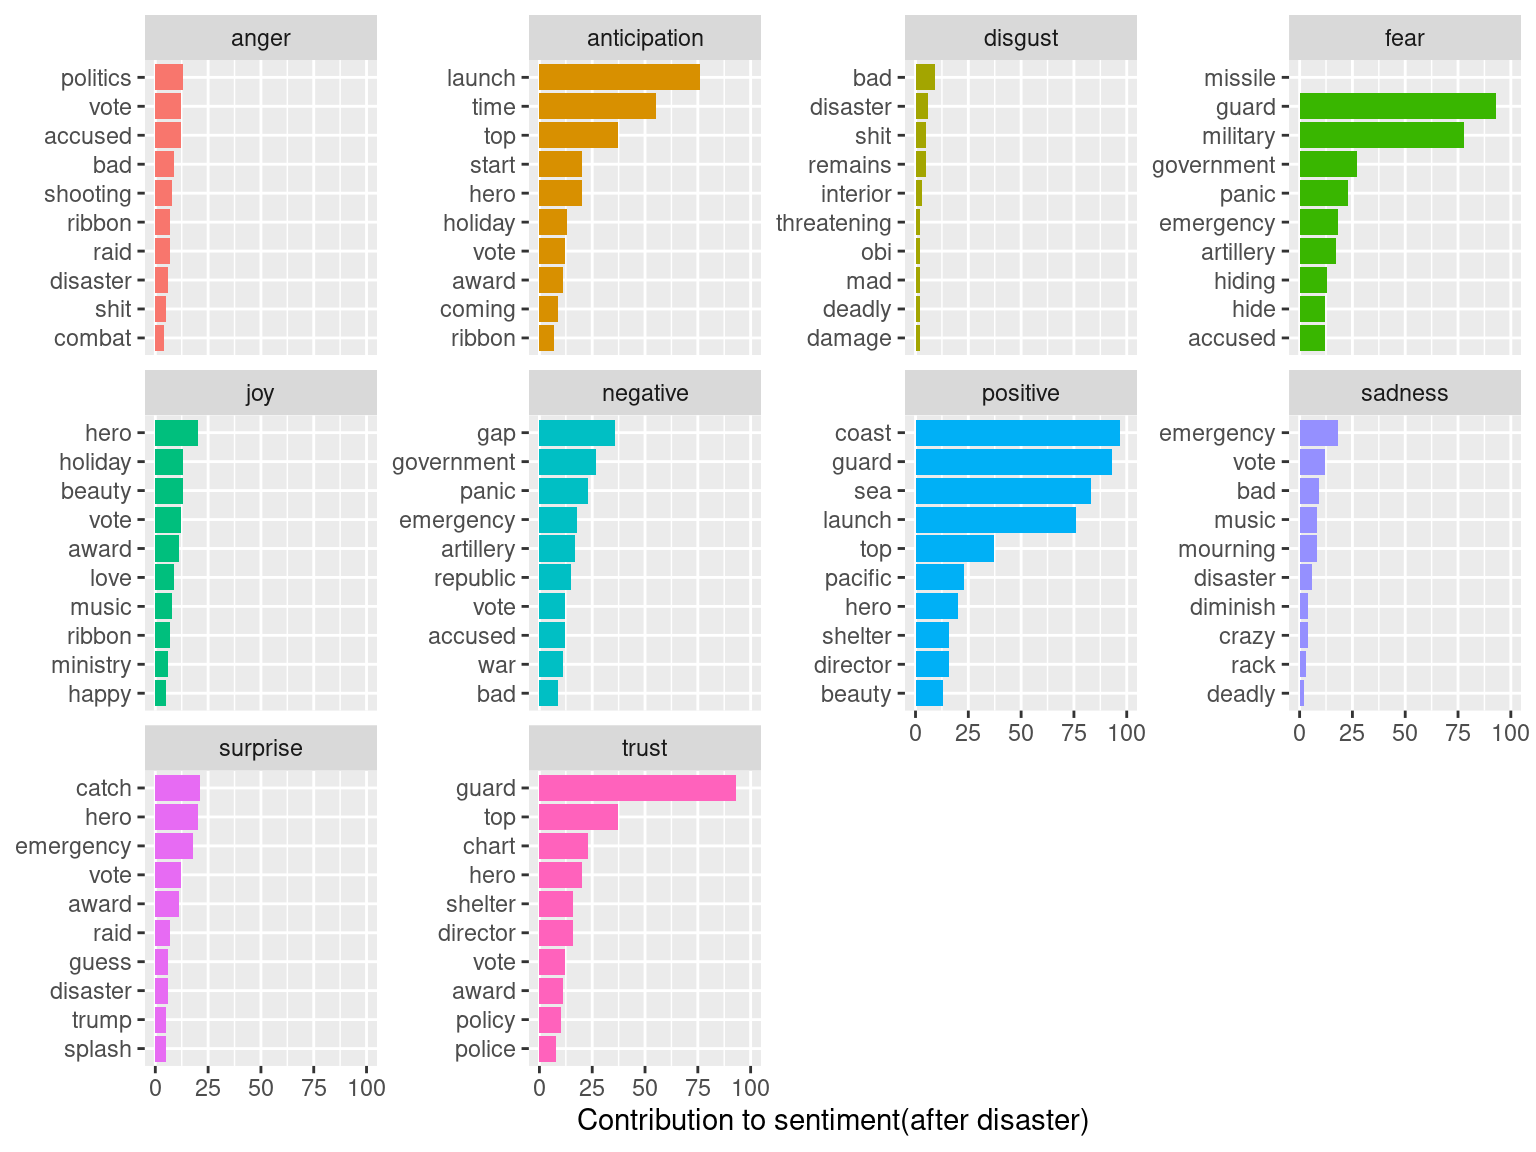 anger
politics
vote
accused
bad
shooting
ribbon
raid
disaster
shit
combat
anticipation
launch
time
top
start
hero
holiday
vote
award
coming
ribbon
disgust
bad
disaster
shit
remains
interior
threatening
obi
mad
deadly
damage
fear
missile
guard
military
government
panic
emergency
artillery
hiding
hide
accused
joy
hero
holiday
beauty
vote
award
love
music
ribbon
ministry
happy
negative
gap
government
panic
emergency
artillery
republic
vote
accused
war
bad
positive
coast
guard
sea
launch
top
pacific
hero
shelter
director
beauty
0 25 50 75 100
sadness
emergency
vote
bad
music
mourning
disaster
diminish
crazy
rack
deadly
0 25 50 75 100
surprise
catch
hero
emergency
vote
award
raid
guess
disaster
trump
splash
0 25 50 75 100
trust
guard
top
chart
hero
shelter
director
vote
award
policy
police
0 25 50 75 100
Contribution to sentiment(after disaster)